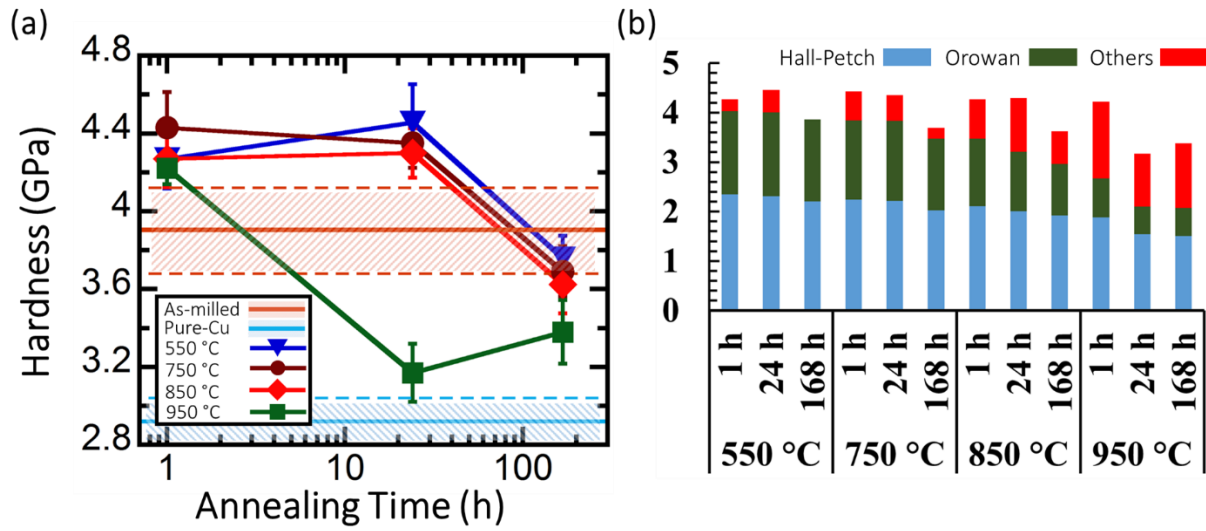 (a)
4.8
4.4
4
3.6
3.2
2.8
Hardness (GPa)
As-milled
Pure-Cu
550 °C
750 °C
850 °C
950 °C
1
10
100
Annealing Time (h)
(b)
Hall-Petch
Orowan
Others
5
4
3
2
1
0
1 h
24 h
168 h
1 h
24 h
168 h
1 h
24 h
168 h
1 h
24 h
168 h
550 °C
750 °C
850 °C
950 °C